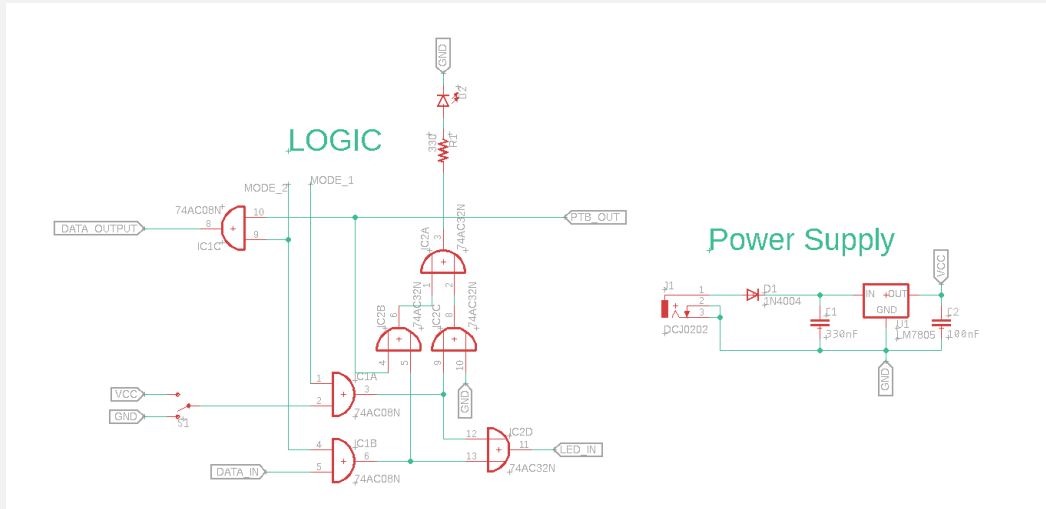 GND
D2
330
R1
LOGIC
MODE_2
MODE_1
74AC08N
10
8
9
IC1C
DATA_OUTPUT
PTB_OUT
IC2A
3
74AC32N
1
2
IC2B
6
74AC32N
IC2C
8
74AC32N
4
5
9
10
GND
VCC
GND
S1
1
2
IC1A
3
74AC08N
4
5
IC1B
6
74AC08N
DATA_IN
12
13
IC2D
11
74AC32N
LED_IN
Power Supply
VCC
J1
1
2
3
DCJ0202
D1
1N4004
IN
OUT
GND
U1
LM7805
C1
330nF
C2
100nF
GND